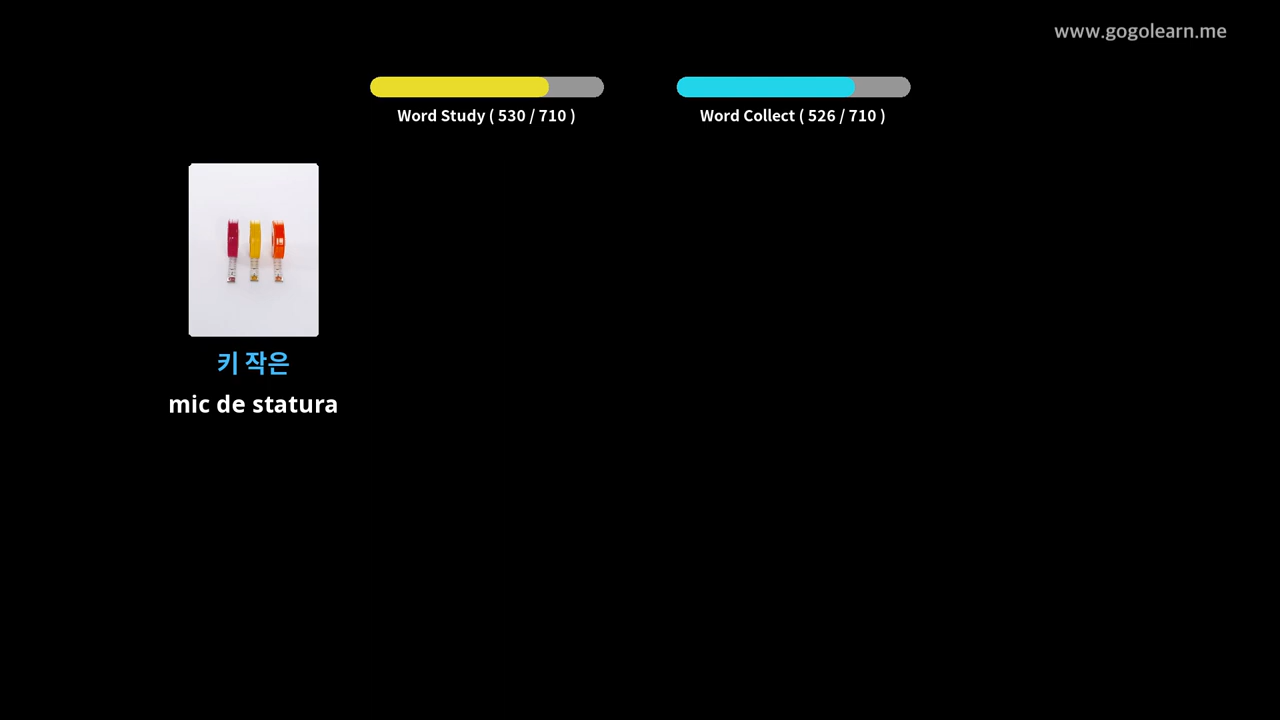 www.gogolearn.me
Word Study ( 530 / 710 )
Word Collect ( 526 / 710 )
키 작은
mic de statura